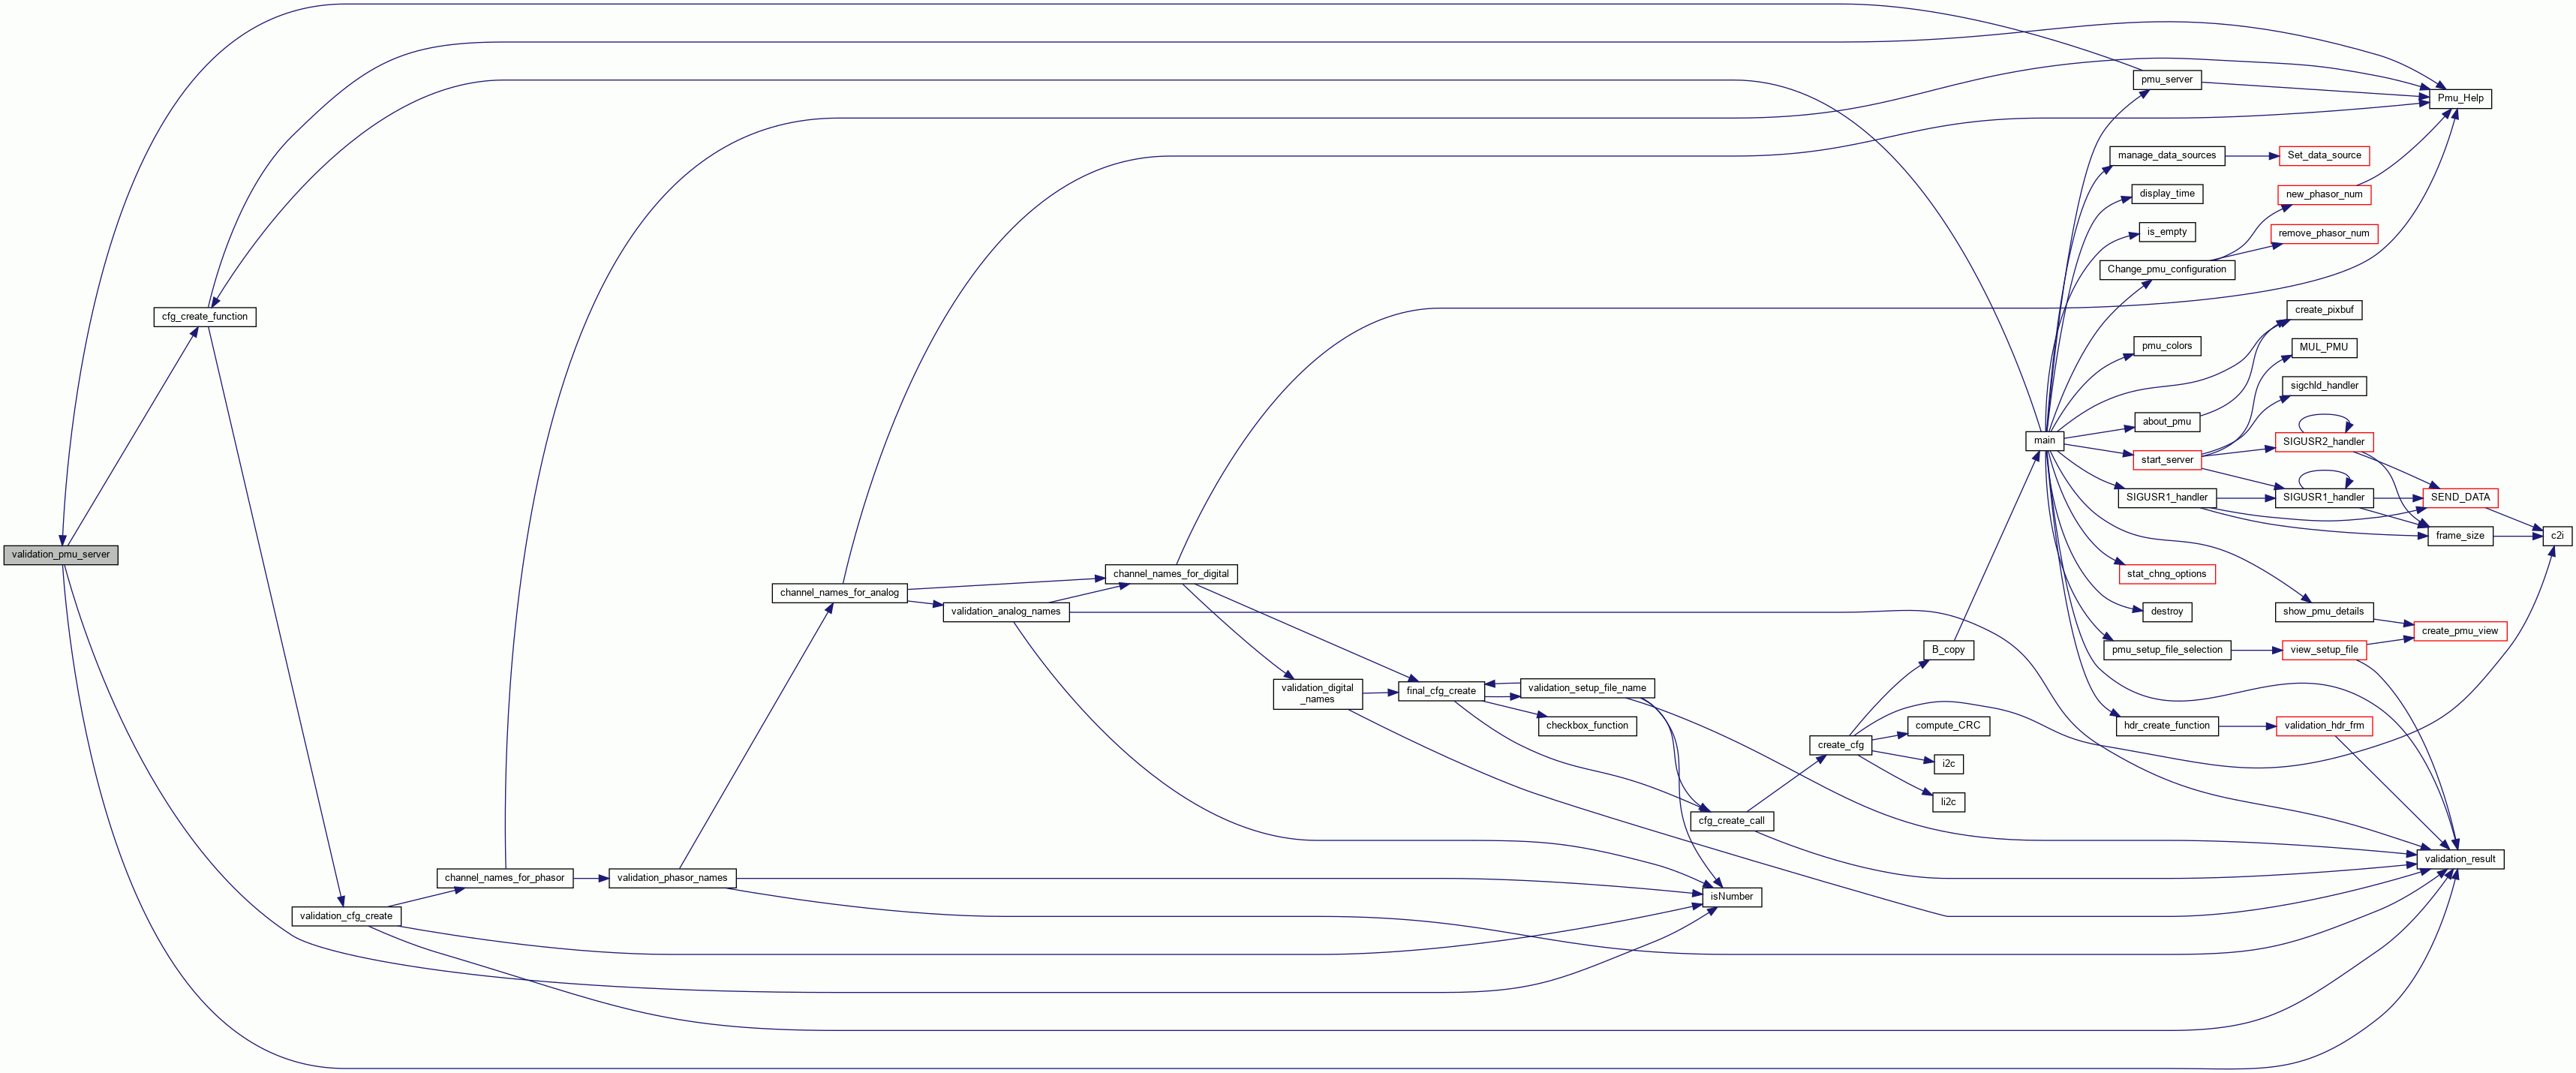 pmu_server
Pmu_Help
manage_data_sources
Set_data_source
display_time
new_phasor_num
is_empty
remove_phasor_num
Change_pmu_configuration
create_pixbuf
cfg_create_function
pmu_colors
MUL_PMU
sigchld_handler
about_pmu
main
SIGUSR2_handler
start_server
SIGUSR1_handler
SIGUSR1_handler
SEND_DATA
frame_size
c2i
validation_pmu_server
channel_names_for_digital
stat_chng_options
channel_names_for_analog
validation_analog_names
destroy
show_pmu_details
create_pmu_view
B_copy
pmu_setup_file_selection
view_setup_file
validation_digital
_names
final_cfg_create
validation_setup_file_name
checkbox_function
compute_CRC
hdr_create_function
validation_hdr_frm
create_cfg
i2c
li2c
cfg_create_call
validation_result
channel_names_for_phasor
validation_phasor_names
isNumber
validation_cfg_create